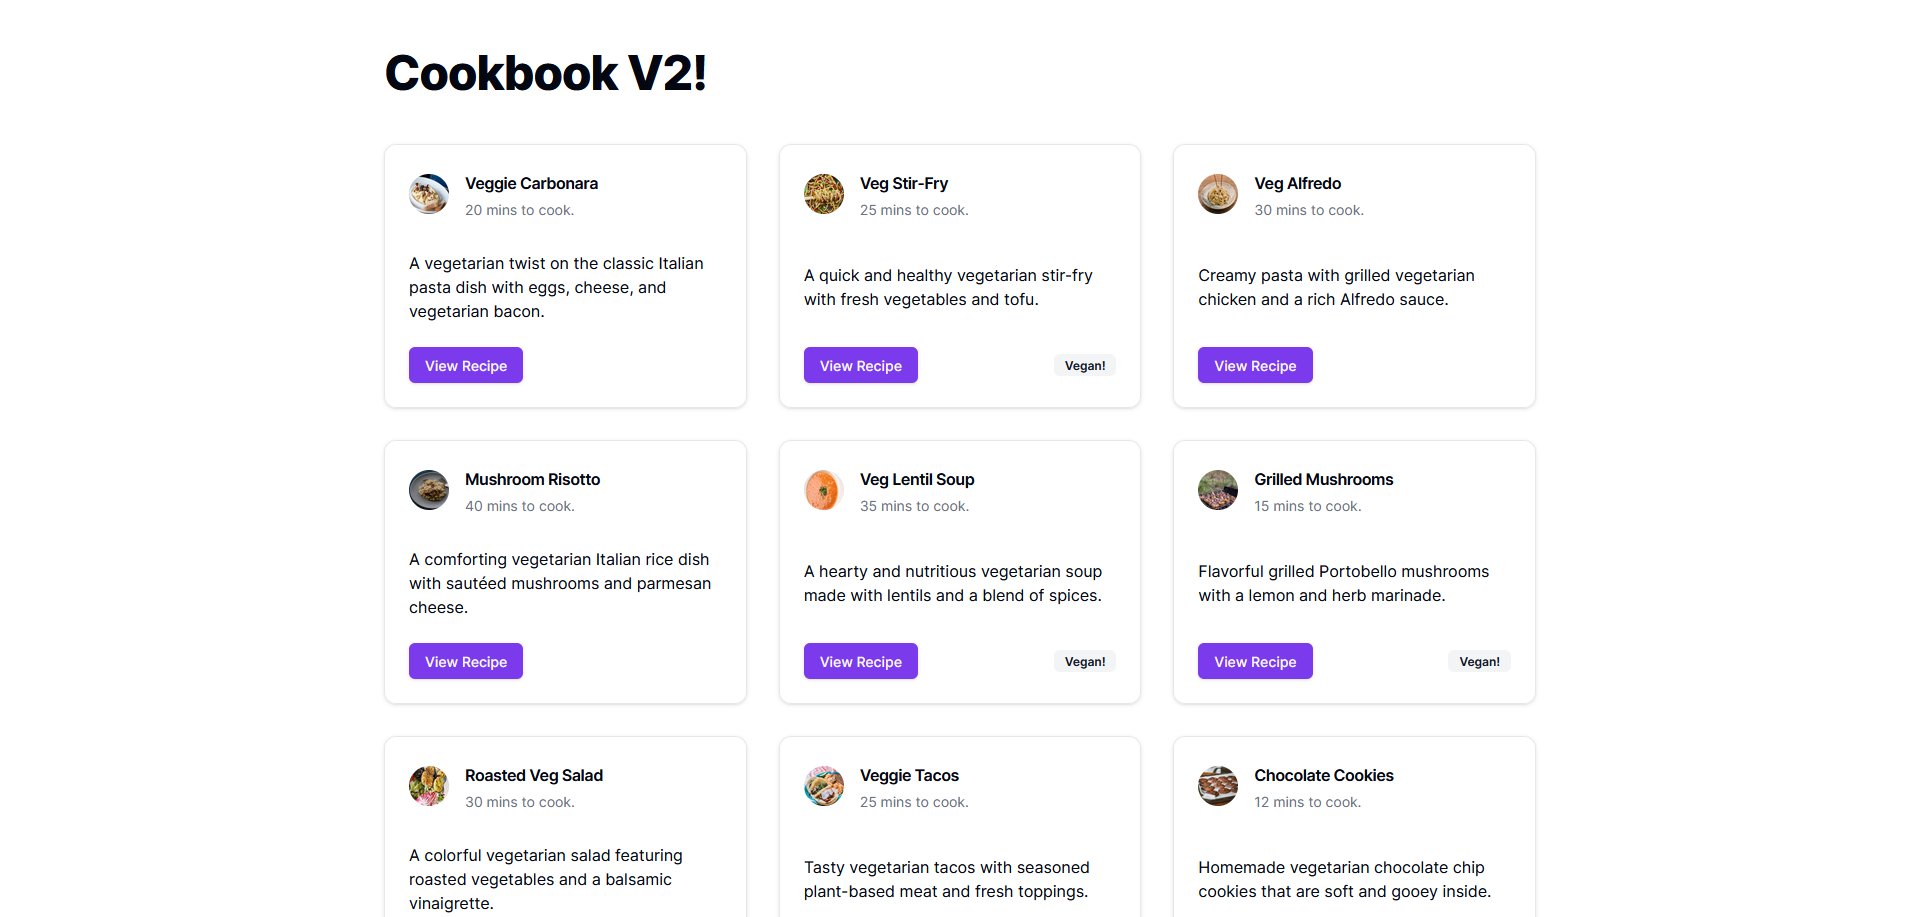 Cookbook V2!
Veggie Carbonara
20 mins to cook.
A vegetarian twist on the classic Italian
pasta dish with eggs, cheese, and
vegetarian bacon.
View Recipe
Veg Stir-Fry
25 mins to cook.
A quick and healthy vegetarian stir-fry
with fresh vegetables and tofu.
View Recipe
Vegan!
Veg Alfredo
30 mins to cook.
Creamy pasta with grilled vegetarian
chicken and a rich Alfredo sauce.
View Recipe
Mushroom Risotto
40 mins to cook.
A comforting vegetarian Italian rice dish
with sautéed mushrooms and parmesan
cheese.
View Recipe
Veg Lentil Soup
35 mins to cook.
A hearty and nutritious vegetarian soup
made with lentils and a blend of spices.
View Recipe
Vegan!
Grilled Mushrooms
15 mins to cook.
Flavorful grilled Portobello mushrooms
with a lemon and herb marinade.
View Recipe
Vegan!
Roasted Veg Salad
30 mins to cook.
A colorful vegetarian salad featuring
roasted vegetables and a balsamic
vinaigrette.
Veggie Tacos
25 mins to cook.
Tasty vegetarian tacos with seasoned
plant-based meat and fresh toppings.
Chocolate Cookies
12 mins to cook.
Homemade vegetarian chocolate chip
cookies that are soft and gooey inside.